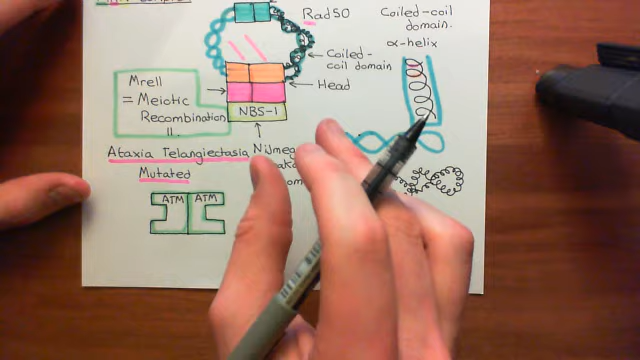 Rad50
Coiled-coil
domain.
α-helix
Coiled-
coil domain
Head
Mre11
= Meiotic
Recombination
11.
NBS-1
Ataxia Telangiectasia
Mutated
ATM ATM